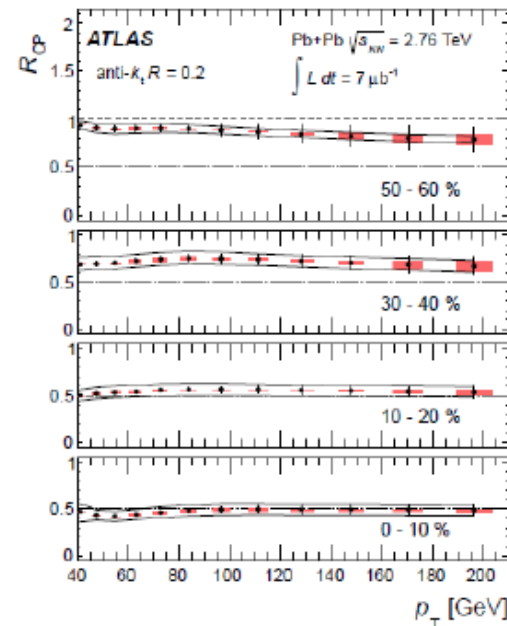 R_CP
2
ATLAS
Pb+Pb √s_NN = 2.76 TeV
1.5
anti-k_t R = 0.2
∫ L dt = 7 μb⁻¹
1
0.5
50 - 60 %
0
1
0.5
30 - 40 %
0
1
0.5
10 - 20 %
0
1
0.5
0 - 10 %
0
40 60 80 100 120 140 160 180 200
p_T [GeV]